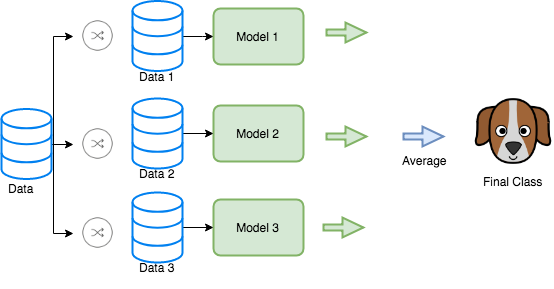 Data 1
Model 1
Data
Data 2
Model 2
Average
Final Class
Data 3
Model 3